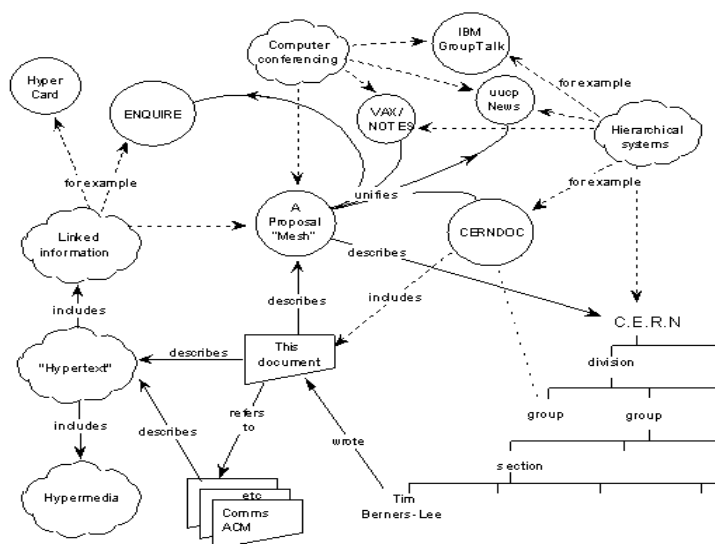 IBM
GroupTalk
Computer
conferencing
Hyper
Card
for example
uucp
News
ENQUIRE
VAX/
NOTES
Hierarchical
systems
for example
unifies
for example
A
Proposal
"Mesh"
Linked
information
CERNDOC
describes
includes
describes
includes
C.E.R.N
This
document
describes
"Hypertext"
division
refers
to
group
group
includes
describes
wrote
section
Hypermedia
etc
Tim
Berners-Lee
Comms
ACM